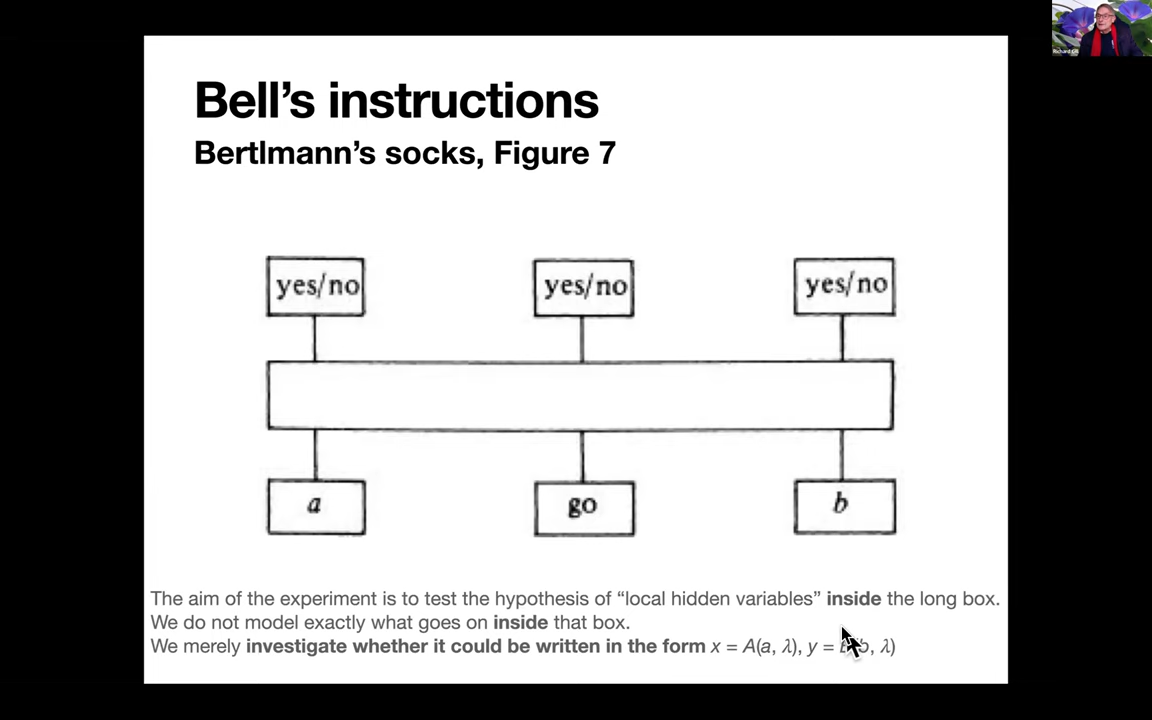 Bell’s instructions
Bertlmann’s socks, Figure 7
yes/no yes/no yes/no
a go b
The aim of the experiment is to test the hypothesis of “local hidden variables” inside the long box.
We do not model exactly what goes on inside that box.
We merely investigate whether it could be written in the form x = A(a, λ), y = , λ)